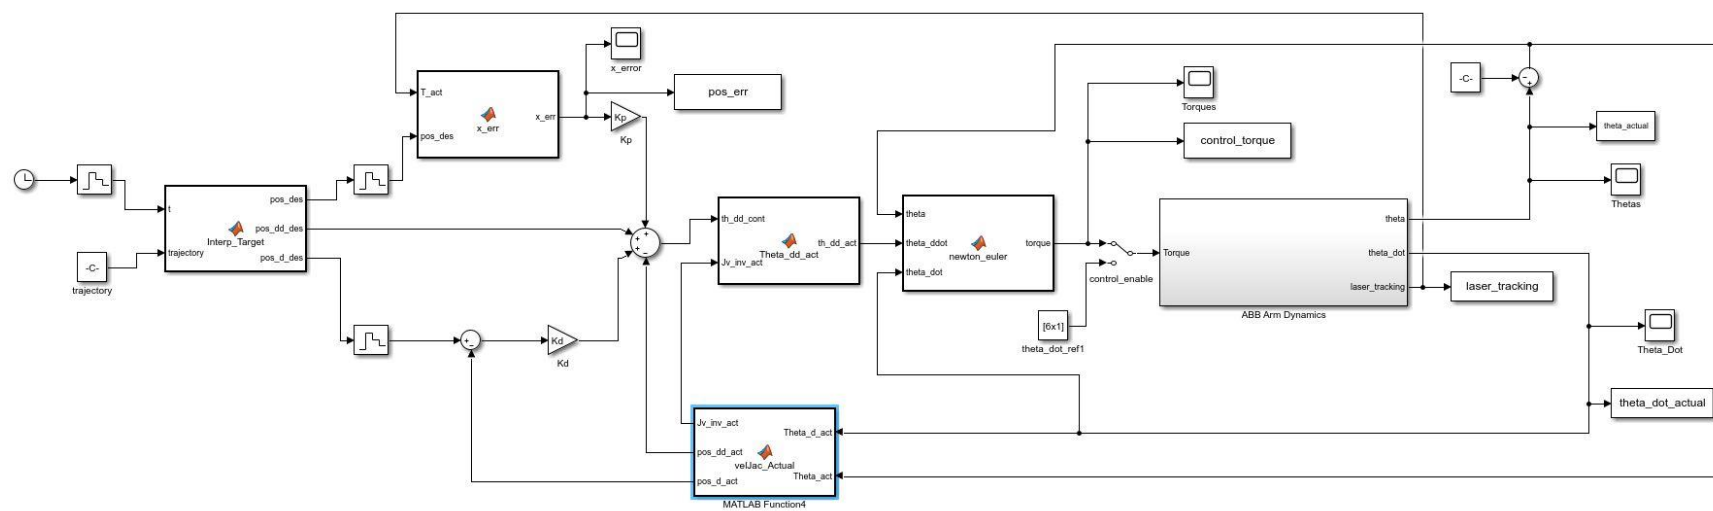 x_error
T_act
pos_des
x_err
x_err
pos_err
Kp
Kp
Torques
control_torque
-C-
theta_actual
Thetas
t
trajectory
Interp_Target
pos_des
pos_dd_des
pos_d_des
-C-
trajectory
th_dd_cont
Jv_inv_act
Theta_dd_act
th_dd_act
theta
theta_ddot
theta_dot
newton_euler
torque
control_enable
[6x1]
theta_dot_ref1
Torque
theta
theta_dot
laser_tracking
ABB Arm Dynamics
laser_tracking
Theta_Dot
theta_dot_actual
Kd
Kd
Jv_inv_act
pos_dd_act
pos_d_act
velJac_Actual
Theta_d_act
Theta_act
MATLAB Function4